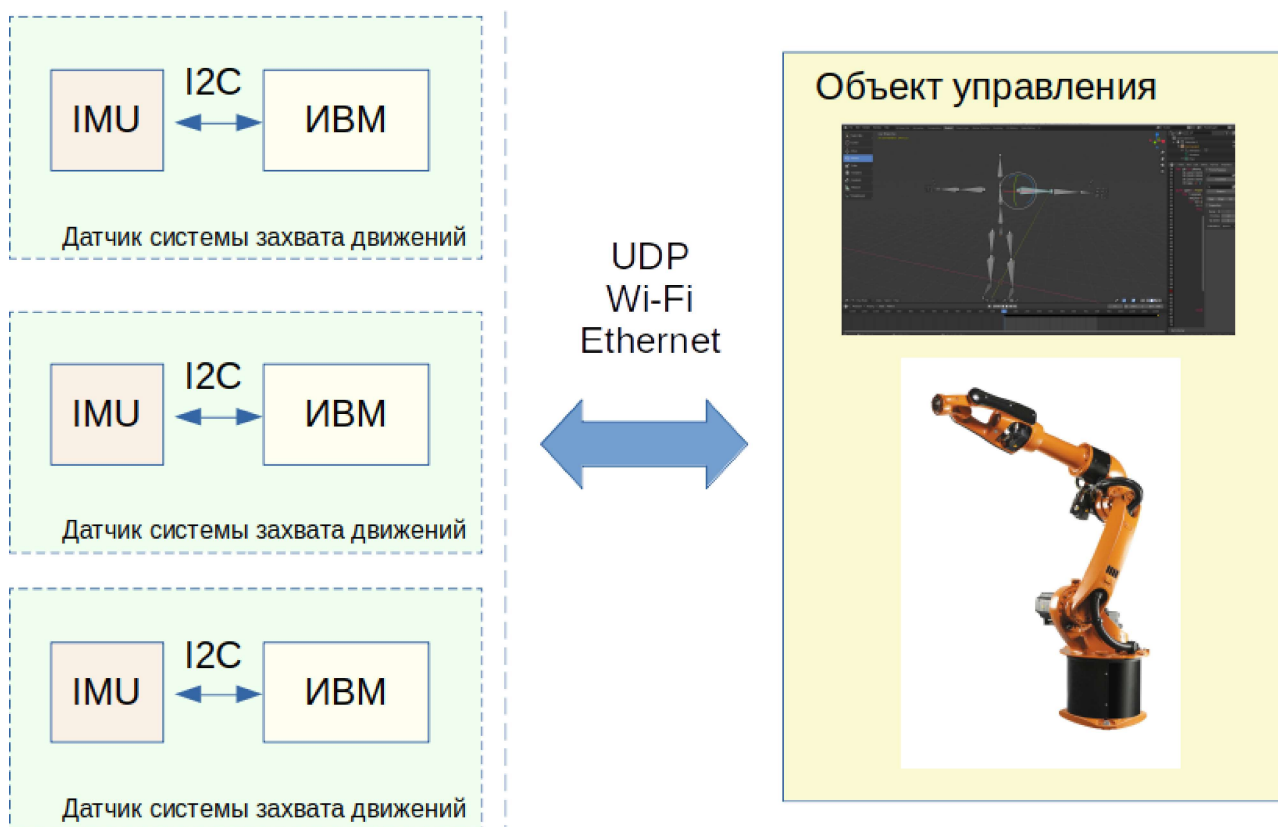 I2C
IMU
ИВМ
Датчик системы захвата движений
I2C
IMU
ИВМ
Датчик системы захвата движений
I2C
IMU
ИВМ
Датчик системы захвата движений
UDP
Wi-Fi
Ethernet
Объект управления